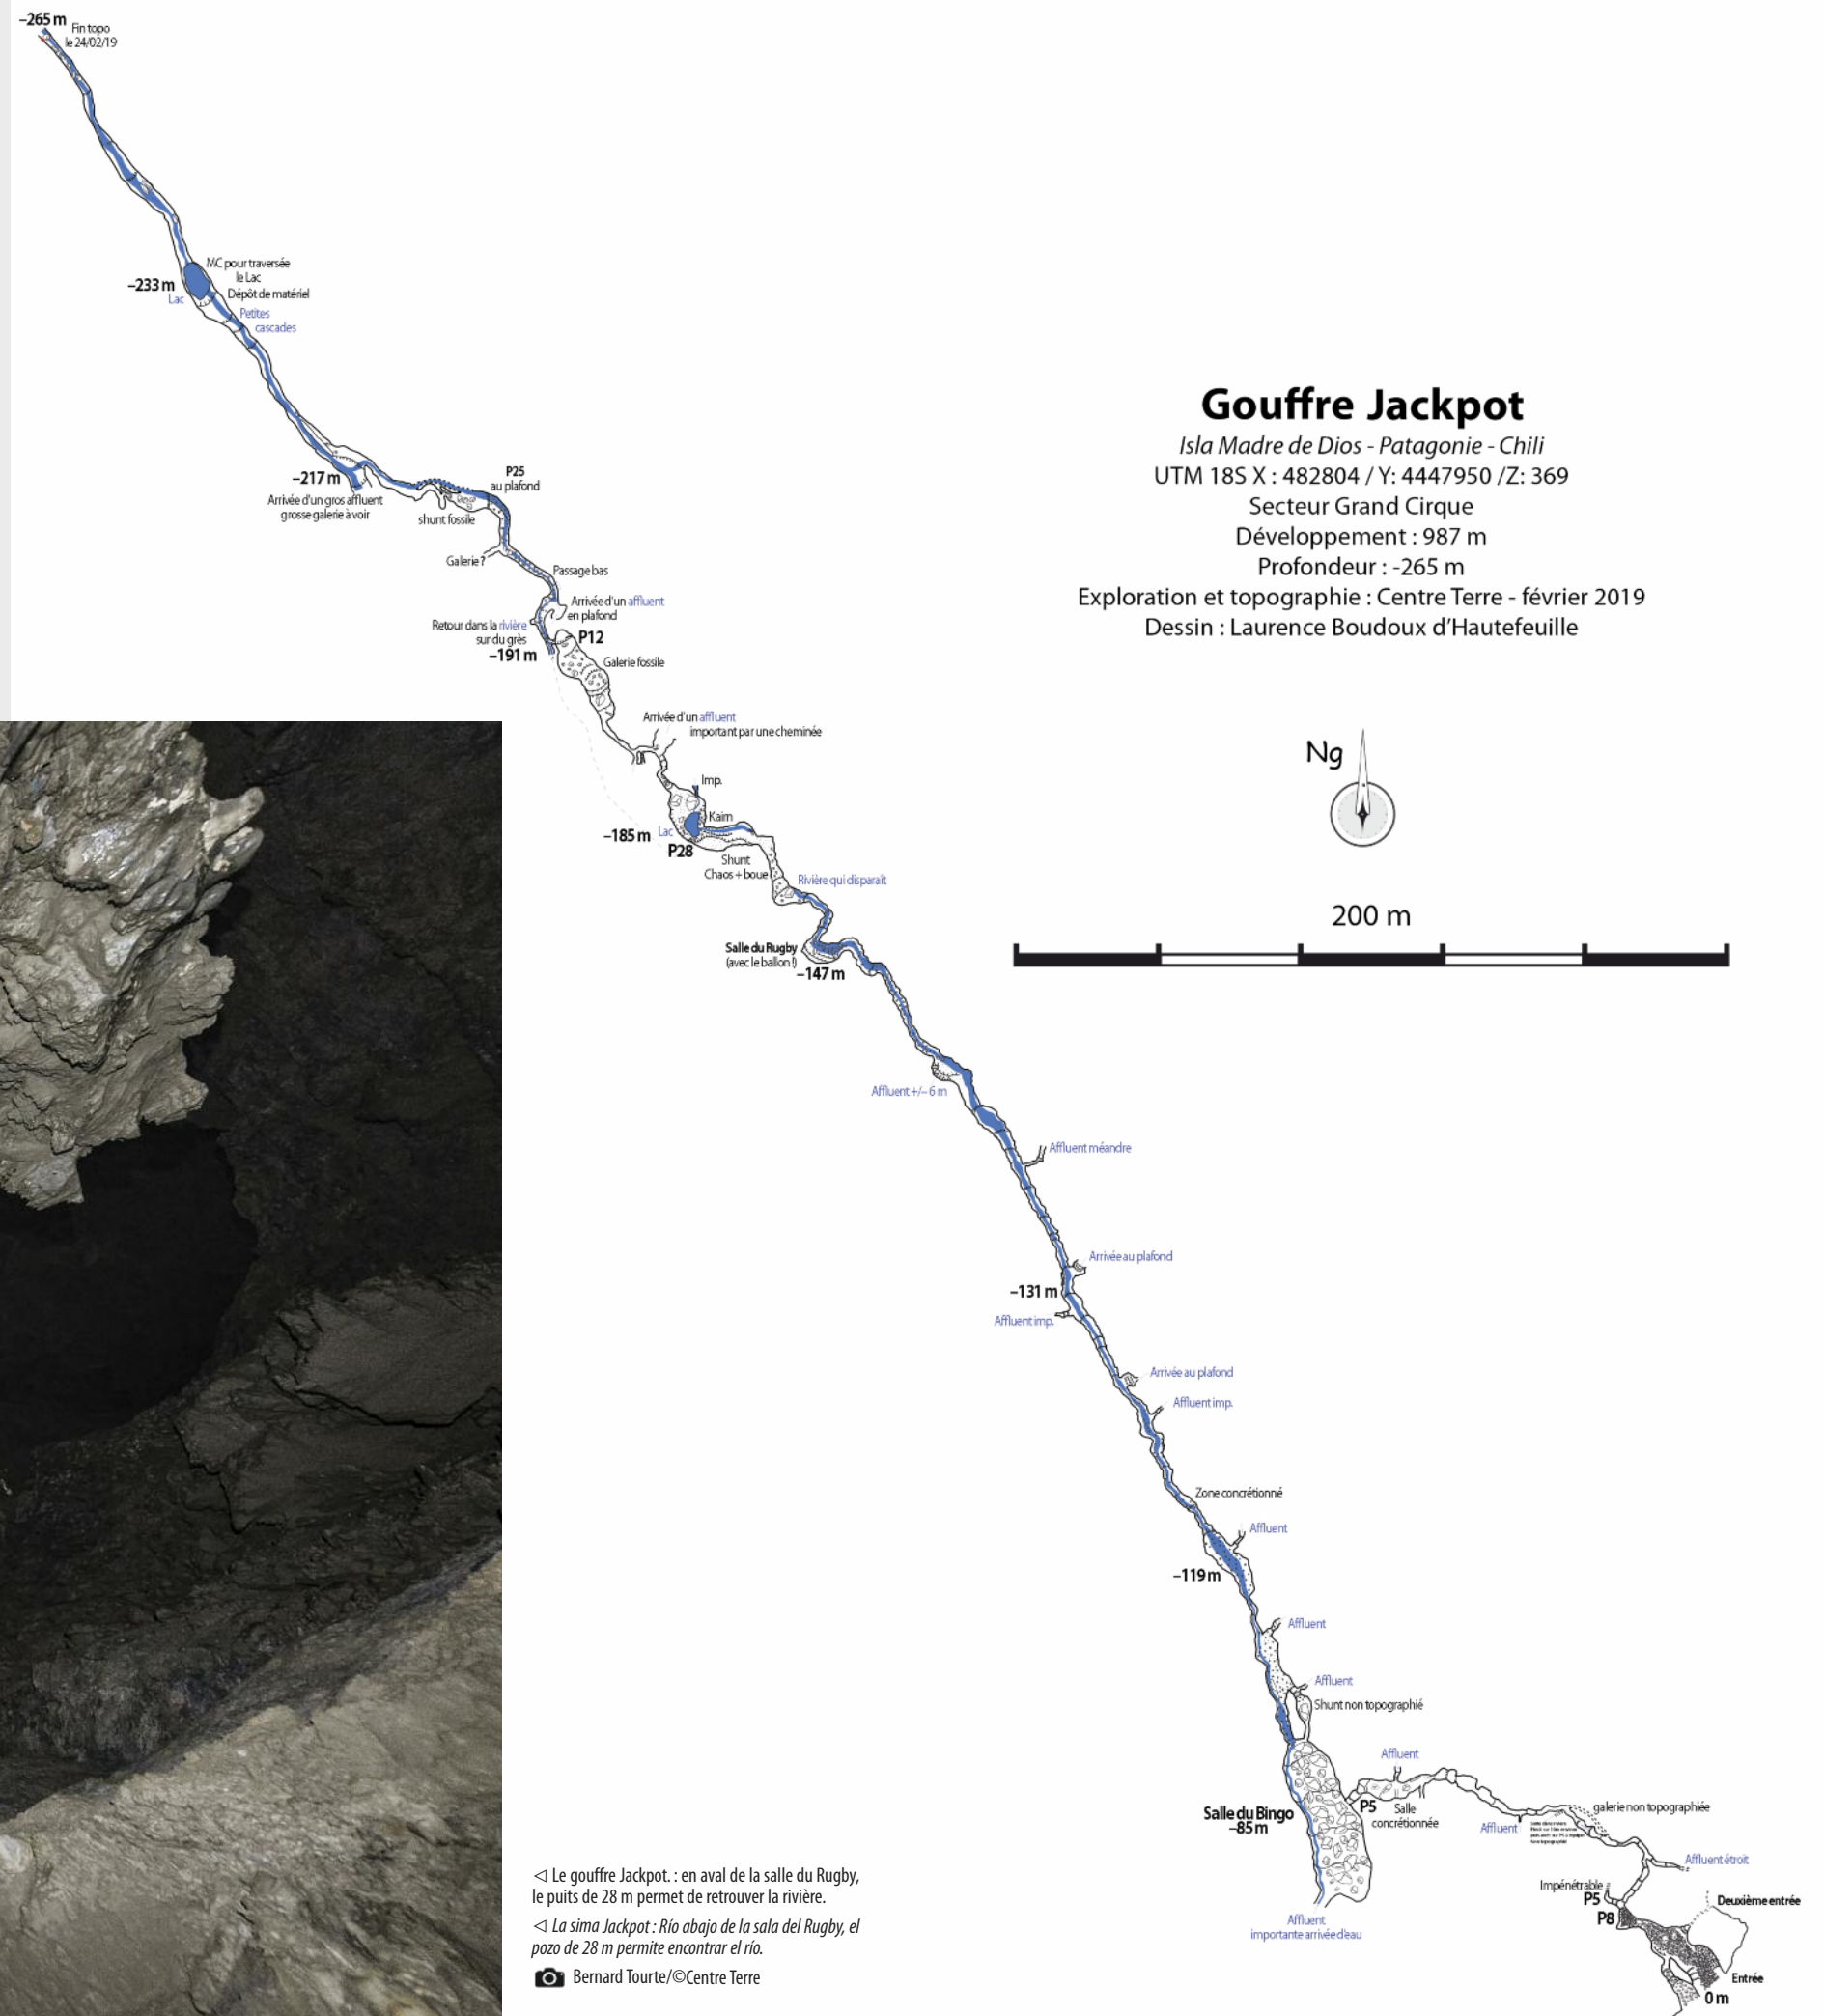 –265 m
Fin topo
le 24/02/19
MC pour traversée
le Lac
–233 m
Lac
Dépôt de matériel
Petites
cascades
Gouffre Jackpot
Isla Madre de Dios - Patagonie - Chili
UTM 18S X : 482804 / Y: 4447950 /Z: 369
Secteur Grand Cirque
Développement : 987 m
Profondeur : -265 m
Exploration et topographie : Centre Terre - février 2019
Dessin : Laurence Boudoux d’Hautefeuille
–217 m
Arrivée d'un gros affluent
grosse galerie à voir
P25
au plafond
shunt fossile
Galerie ?
Passage bas
Arrivée d'un affluent
en plafond
Retour dans la rivière
sur du grès
–191 m
P12
Galerie fossile
Arrivée d'un affluent
important par une cheminée
Ng
Imp.
Kairn
–185 m
Lac
P28
Shunt
Chaos + boue
Rivière qui disparaît
200 m
Salle du Rugby
(avec le ballon !)
–147 m
Affluent +/– 6 m
Affluent méandre
Arrivée au plafond
–131 m
Affluent imp.
Arrivée au plafond
Affluent imp.
Zone concrétionné
Affluent
–119 m
Affluent
Affluent
Shunt non topographié
Affluent
Salle du Bingo
–85 m
P5
Salle
concrétionnée
galerie non topographiée
Affluent
Affluent étroit
Impénétrable
P5
P8
Deuxième entrée
Affluent
importante arrivée d'eau
Entrée
0 m
◁ Le gouffre Jackpot. : en aval de la salle du Rugby,
le puits de 28 m permet de retrouver la rivière.
◁ La sima Jackpot : Río abajo de la sala del Rugby, el
pozo de 28 m permite encontrar el río.
Bernard Tourte/©Centre Terre